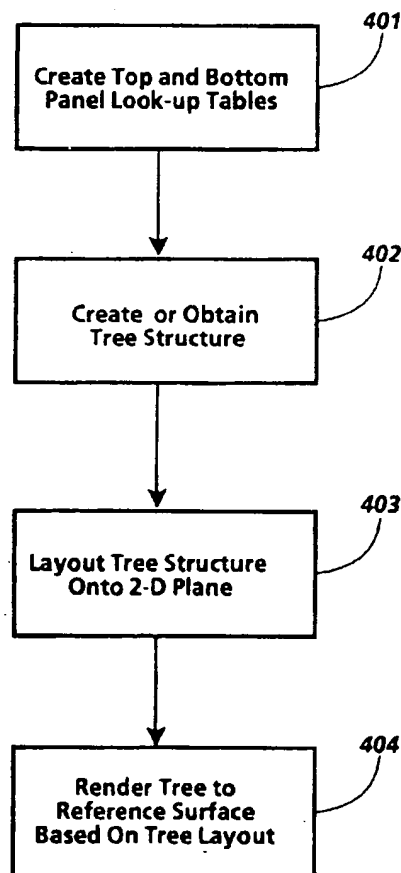 401
Create Top and Bottom
Panel Look-up Tables
402
Create or Obtain
Tree Structure
403
Layout Tree Structure
Onto 2-D Plane
404
Render Tree to
Reference Surface
Based On Tree Layout